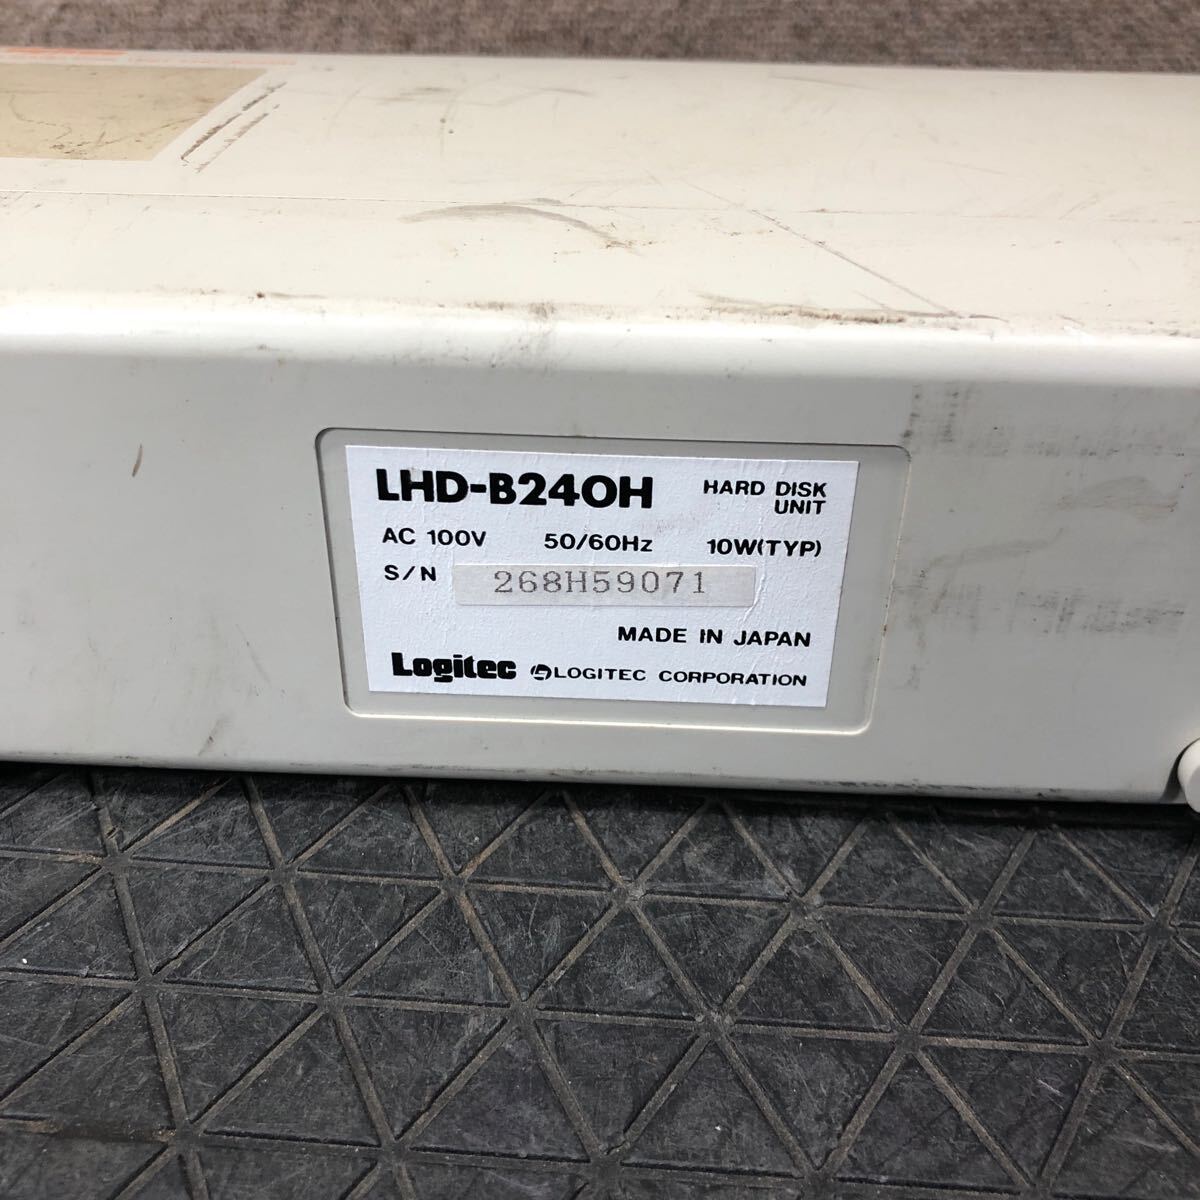 LHD-B240H HARD DISK UNIT
AC 100V 50/60Hz 10W(TYP)
S/N 268H59071
MADE IN JAPAN
Logitec LOGITEC CORPORATION